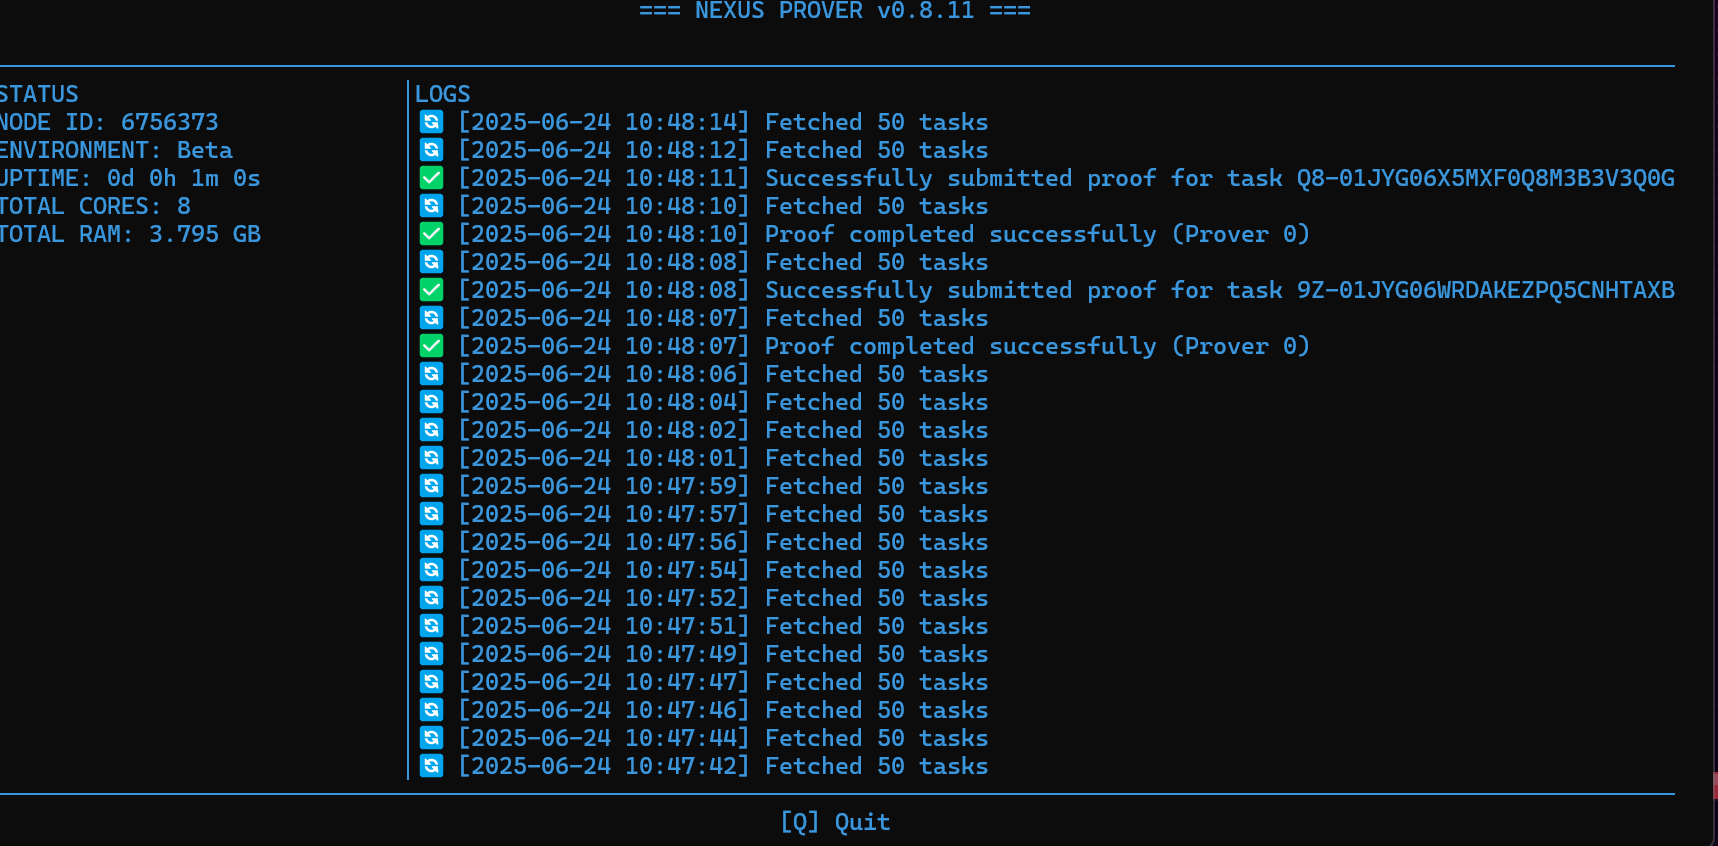 === NEXUS PROVER v0.8.11 ===
STATUS
NODE ID: 6756373
ENVIRONMENT: Beta
UPTIME: 0d 0h 1m 0s
TOTAL CORES: 8
TOTAL RAM: 3.795 GB
LOGS
[2025-06-24 10:48:14] Fetched 50 tasks
[2025-06-24 10:48:12] Fetched 50 tasks
[2025-06-24 10:48:11] Successfully submitted proof for task Q8-01JYG06X5MXF0Q8M3B3V3Q0G
[2025-06-24 10:48:10] Fetched 50 tasks
[2025-06-24 10:48:10] Proof completed successfully (Prover 0)
[2025-06-24 10:48:08] Fetched 50 tasks
[2025-06-24 10:48:08] Successfully submitted proof for task 9Z-01JYG06WRDAKEZPQ5CNHTAXB
[2025-06-24 10:48:07] Fetched 50 tasks
[2025-06-24 10:48:07] Proof completed successfully (Prover 0)
[2025-06-24 10:48:06] Fetched 50 tasks
[2025-06-24 10:48:04] Fetched 50 tasks
[2025-06-24 10:48:02] Fetched 50 tasks
[2025-06-24 10:48:01] Fetched 50 tasks
[2025-06-24 10:47:59] Fetched 50 tasks
[2025-06-24 10:47:57] Fetched 50 tasks
[2025-06-24 10:47:56] Fetched 50 tasks
[2025-06-24 10:47:54] Fetched 50 tasks
[2025-06-24 10:47:52] Fetched 50 tasks
[2025-06-24 10:47:51] Fetched 50 tasks
[2025-06-24 10:47:49] Fetched 50 tasks
[2025-06-24 10:47:47] Fetched 50 tasks
[2025-06-24 10:47:46] Fetched 50 tasks
[2025-06-24 10:47:44] Fetched 50 tasks
[2025-06-24 10:47:42] Fetched 50 tasks
[Q] Quit